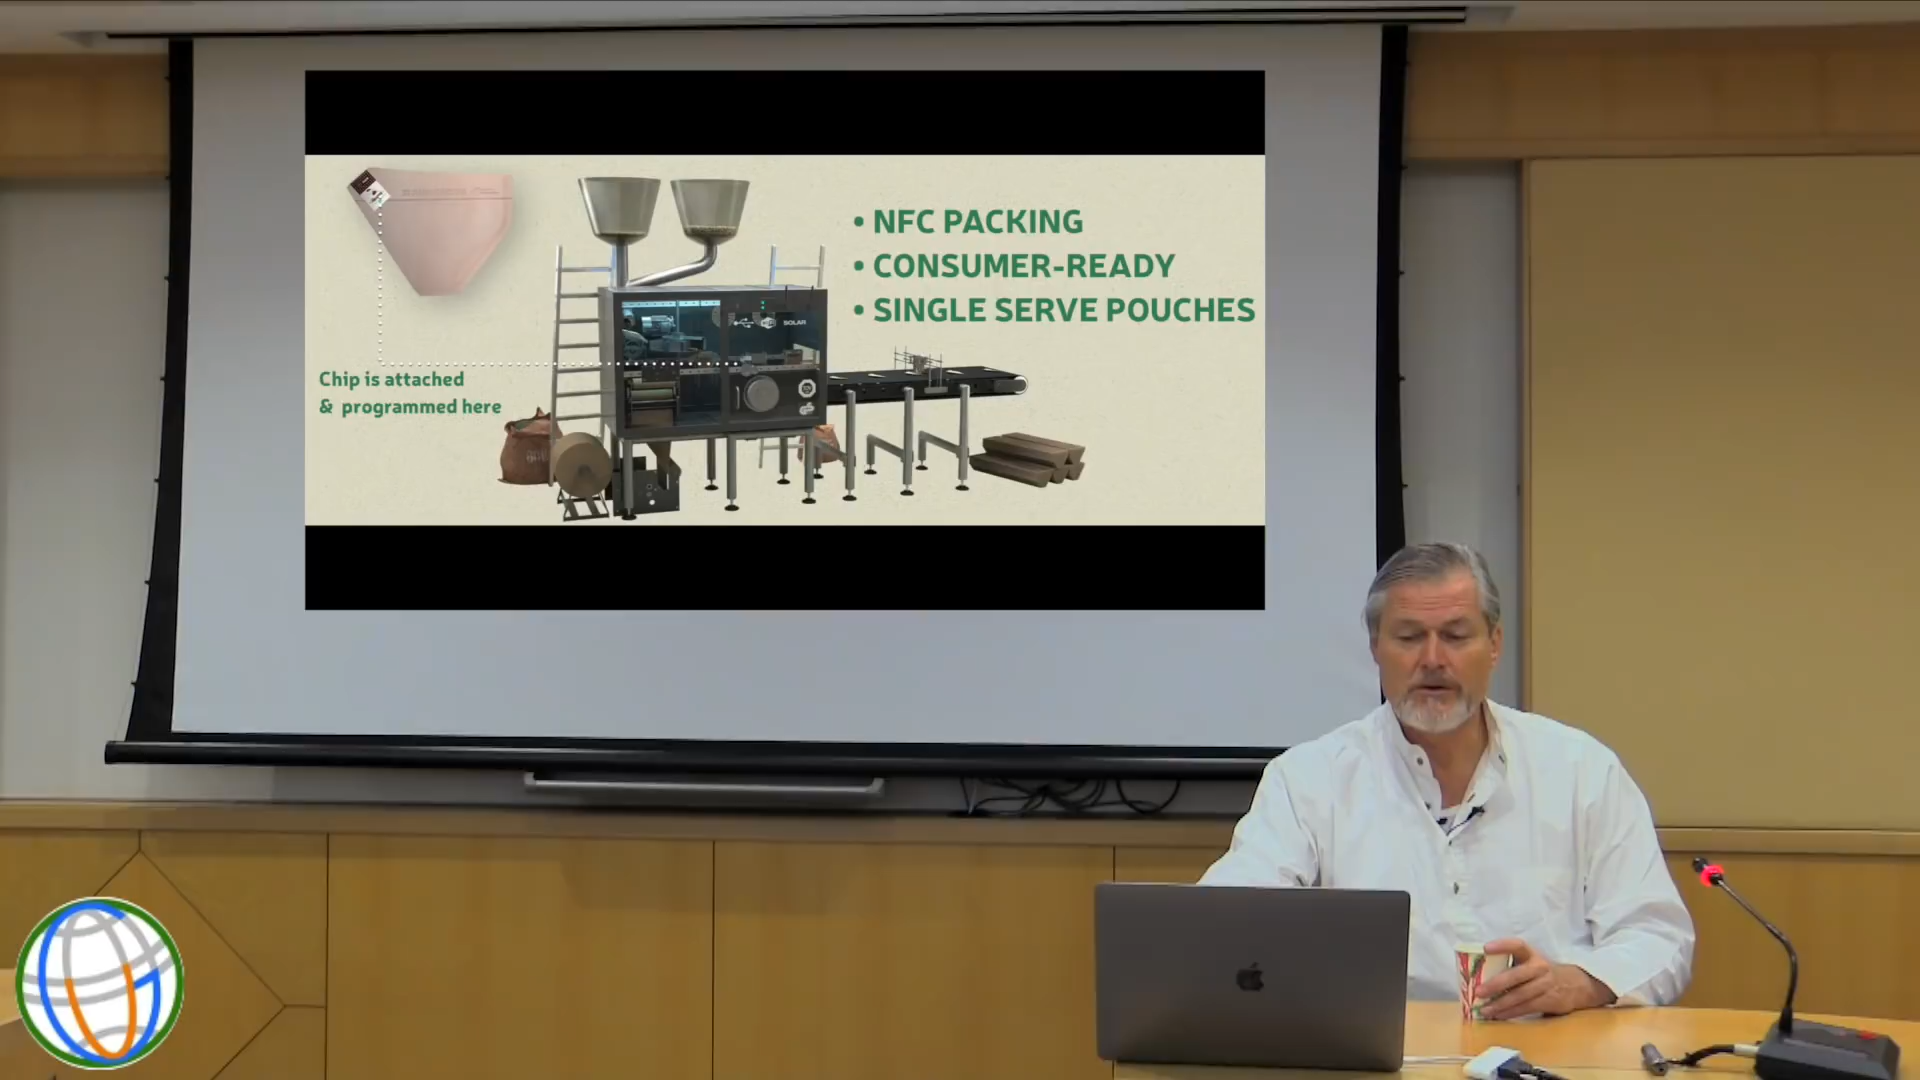 • NFC PACKING
• CONSUMER-READY
• SINGLE SERVE POUCHES
SOLAR
Chip is attached
& programmed here